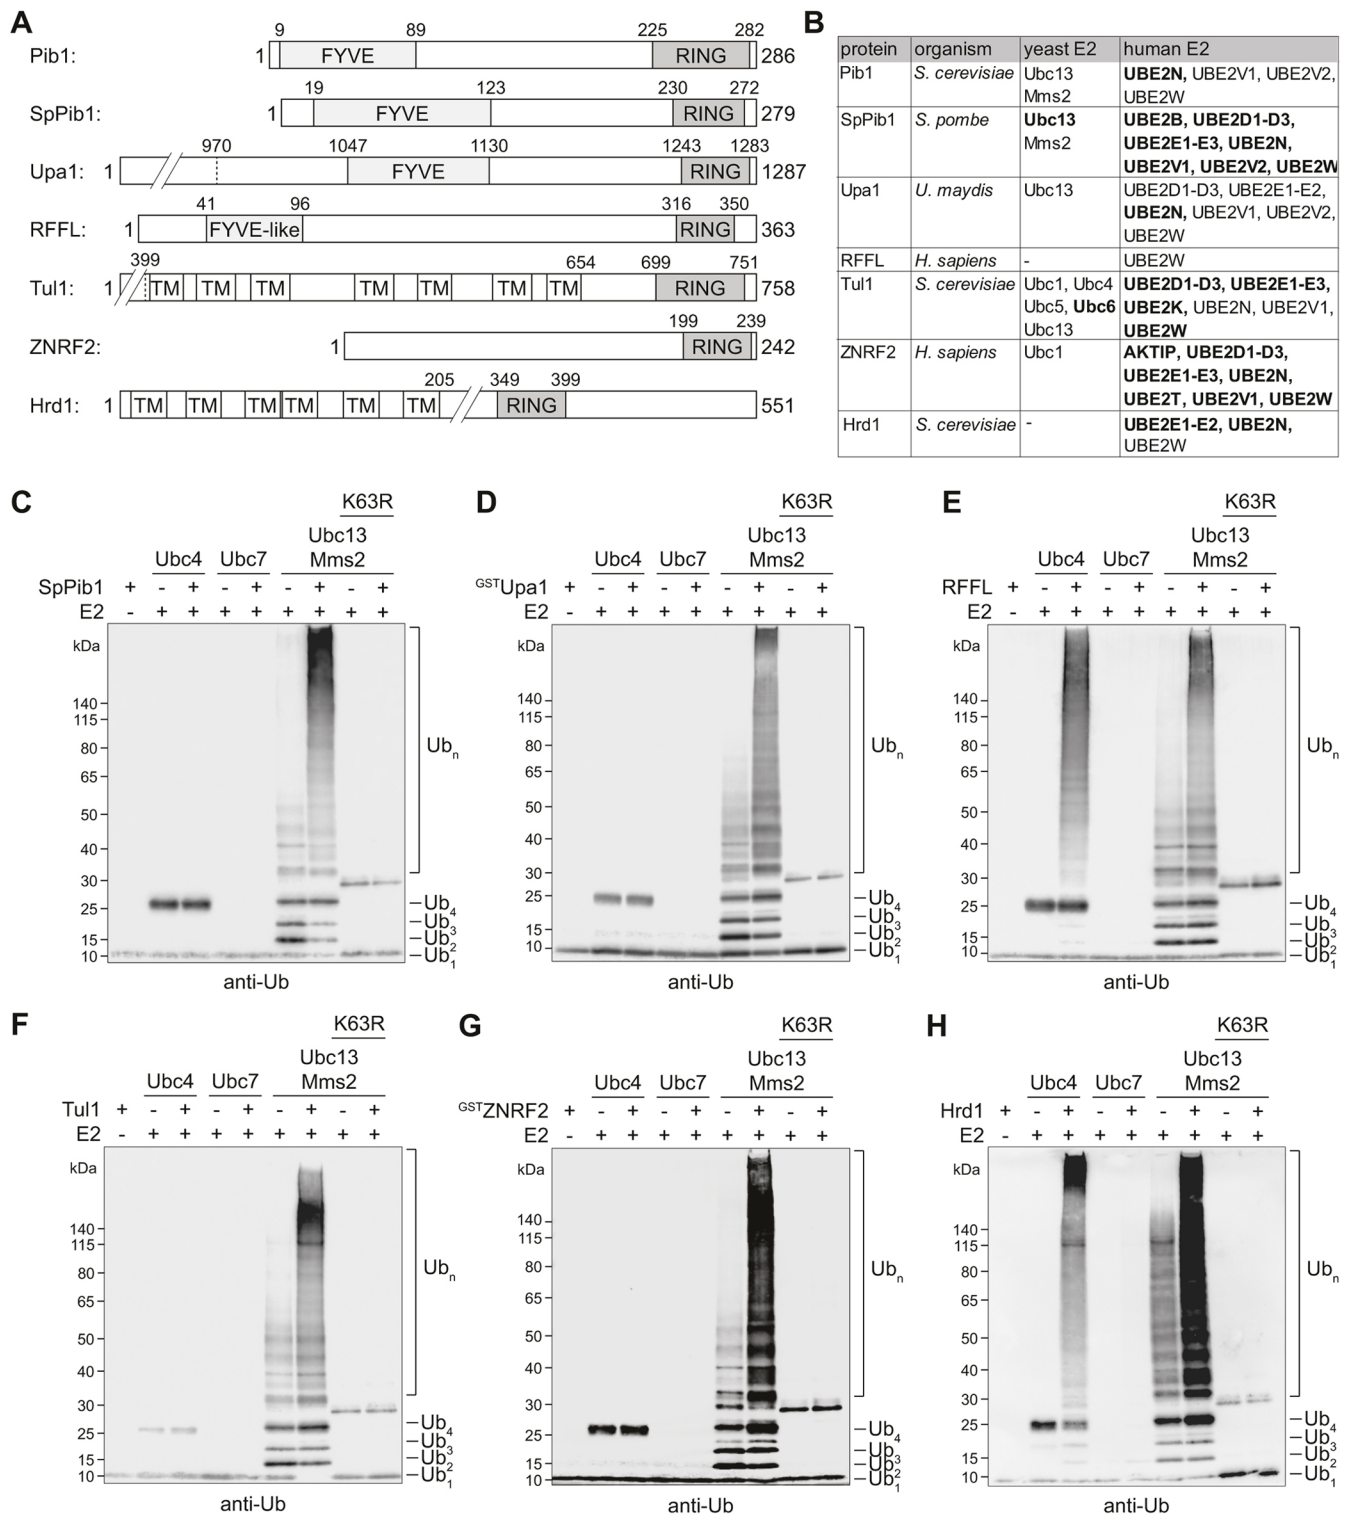 A
Pib1: 1 9 FYVE 89 225 RING 282 286
SpPib1: 1 19 FYVE 123 230 RING 272 279
Upa1: 1 970 1047 FYVE 1130 1243 RING 1283 1287
RFFL: 1 41 FYVE-like 96 316 RING 350 363
Tul1: 1 399 TM TM TM TM TM TM TM 654 699 RING 751 758
ZNRF2: 1 199 RING 239 242
Hrd1: 1 TM TM TM TM TM TM 205 349 RING 399 551
B
protein organism yeast E2 human E2
Pib1 S. cerevisiae Ubc13 UBE2N, UBE2V1, UBE2V2,
Mms2 UBE2W
SpPib1 S. pombe Ubc13 UBE2B, UBE2D1-D3,
Mms2 UBE2E1-E3, UBE2N,
UBE2V1, UBE2V2, UBE2W
Upa1 U. maydis Ubc13 UBE2D1-D3, UBE2E1-E2,
UBE2N, UBE2V1, UBE2V2,
UBE2W
RFFL H. sapiens - UBE2W
Tul1 S. cerevisiae Ubc1, Ubc4 UBE2D1-D3, UBE2E1-E3,
Ubc5, Ubc6 UBE2K, UBE2N, UBE2V1,
Ubc13 UBE2W
ZNRF2 H. sapiens Ubc1 AKTIP, UBE2D1-D3,
UBE2E1-E3, UBE2N,
UBE2T, UBE2V1, UBE2W
Hrd1 S. cerevisiae - UBE2E1-E2, UBE2N,
UBE2W
C
K63R
Ubc13
Ubc4 Ubc7 Mms2
SpPib1 + - + - + - + - +
E2 - + + + + + + + +
kDa
140
115
80
65
50
40
30
25
15
10
Ubn
Ub4
Ub3
Ub2
Ub1
anti-Ub
D
K63R
Ubc13
Ubc4 Ubc7 Mms2
GSTUpa1 + - + - + - + - +
E2 - + + + + + + + +
kDa
140
115
80
65
50
40
30
25
15
10
Ubn
Ub4
Ub3
Ub2
Ub1
anti-Ub
E
K63R
Ubc13
Ubc4 Ubc7 Mms2
RFFL + - + - + - + - +
E2 - + + + + + + + +
kDa
140
115
80
65
50
40
30
25
15
10
Ubn
Ub4
Ub3
Ub2
Ub1
anti-Ub
F
K63R
Ubc13
Ubc4 Ubc7 Mms2
Tul1 + - + - + - + - +
E2 - + + + + + + + +
kDa
140
115
80
65
50
40
30
25
15
10
Ubn
Ub4
Ub3
Ub2
Ub1
anti-Ub
G
K63R
Ubc13
Ubc4 Ubc7 Mms2
GSTZNRF2 + - + - + - + - +
E2 - + + + + + + + +
kDa
140
115
80
65
50
40
30
25
15
10
Ubn
Ub4
Ub3
Ub2
Ub1
anti-Ub
H
K63R
Ubc13
Ubc4 Ubc7 Mms2
Hrd1 + - + - + - + - +
E2 - + + + + + + + +
kDa
140
115
80
65
50
40
30
25
15
10
Ubn
Ub4
Ub3
Ub2
Ub1
anti-Ub